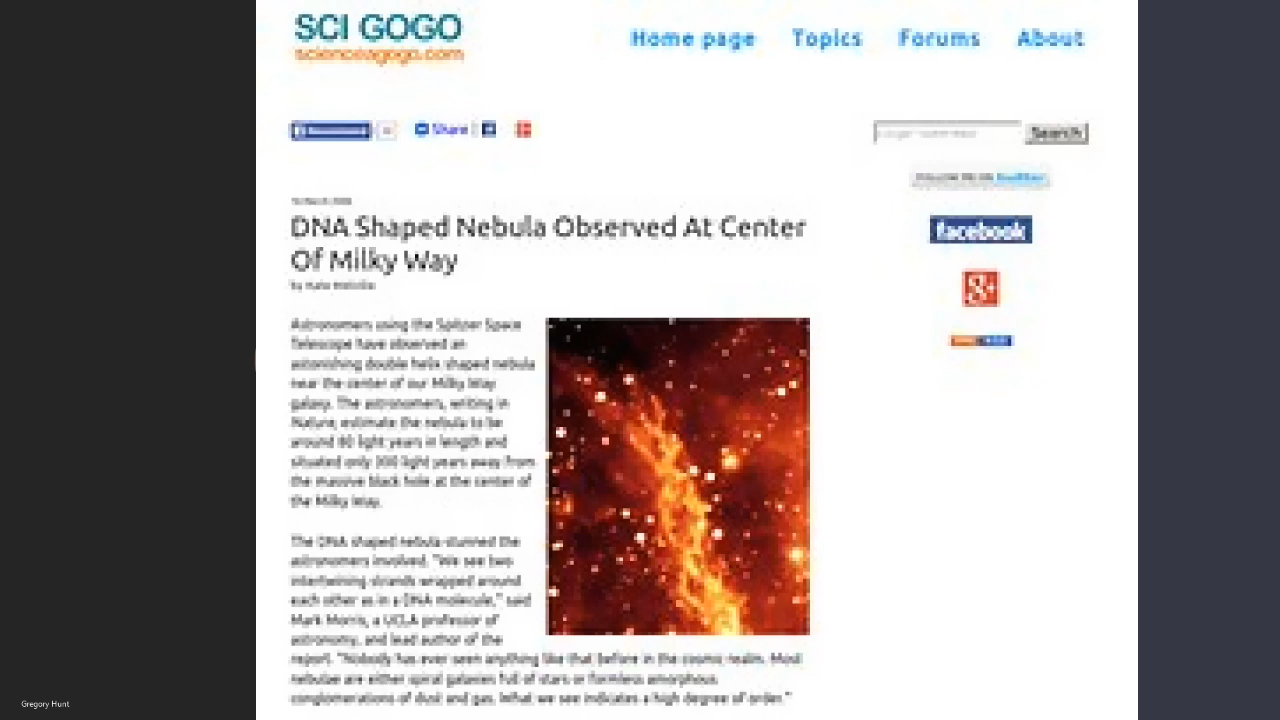 SCI GOGO
scienceagogo.com
Home page Topics Forums About
Share
Search
facebook
g+
DNA Shaped Nebula Observed At Center
Of Milky Way
by Kate Melville
Astronomers using the Spitzer Space
Telescope have observed an
astonishing double helix shaped nebula
near the center of our Milky Way
galaxy. The astronomers, writing in
Nature, estimate the nebula to be
around 80 light years in length and
situated only 300 light years away from
the massive black hole at the center of
the Milky Way.
The DNA shaped nebula stunned the
astronomers involved. "We see two
intertwining strands wrapped around
each other as in a DNA molecule," said
Mark Morris, a UCLA professor of
astronomy, and lead author of the
report. "Nobody has ever seen anything like that before in the cosmic realm. Most
nebulae are either spiral galaxies full of stars or formless amorphous
conglomerations of dust and gas. What we see indicates a high degree of order."
Gregory Hunt